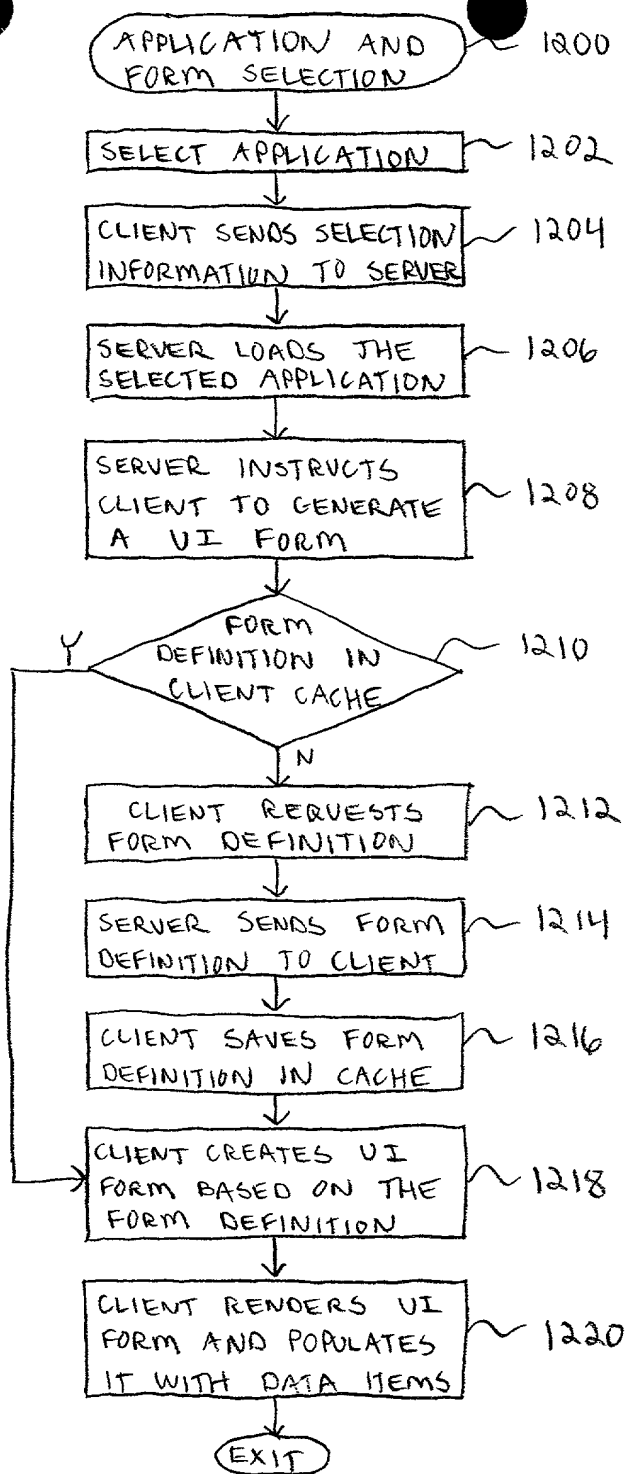 APPLICATION AND
FORM SELECTION
1200
SELECT APPLICATION
1202
CLIENT SENDS SELECTION
INFORMATION TO SERVER
1204
SERVER LOADS THE
SELECTED APPLICATION
1206
SERVER INSTRUCTS
CLIENT TO GENERATE
A UI FORM
1208
FORM
DEFINITION IN
CLIENT CACHE
1210
Y
N
CLIENT REQUESTS
FORM DEFINITION
1212
SERVER SENDS FORM
DEFINITION TO CLIENT
1214
CLIENT SAVES FORM
DEFINITION IN CACHE
1216
CLIENT CREATES UI
FORM BASED ON THE
FORM DEFINITION
1218
CLIENT RENDERS UI
FORM AND POPULATES
IT WITH DATA ITEMS
1220
EXIT